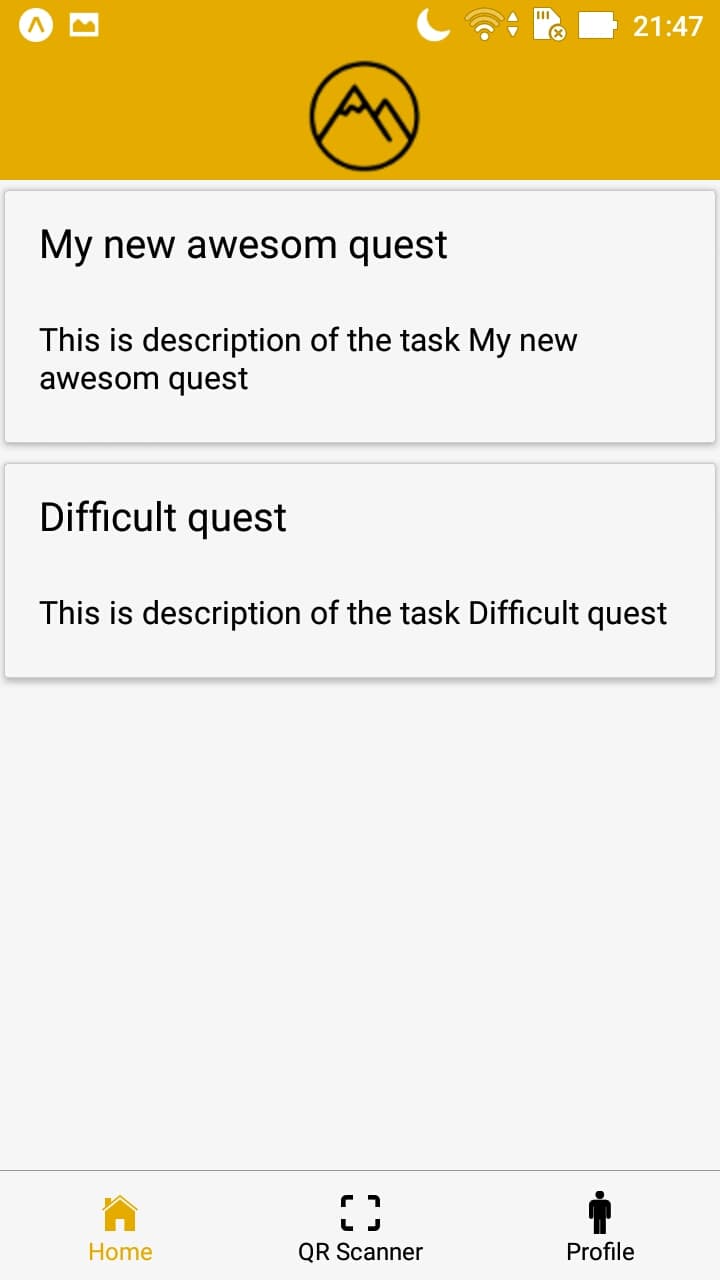 21:47
My new awesom quest
This is description of the task My new
awesom quest
Difficult quest
This is description of the task Difficult quest
Home
QR Scanner
Profile